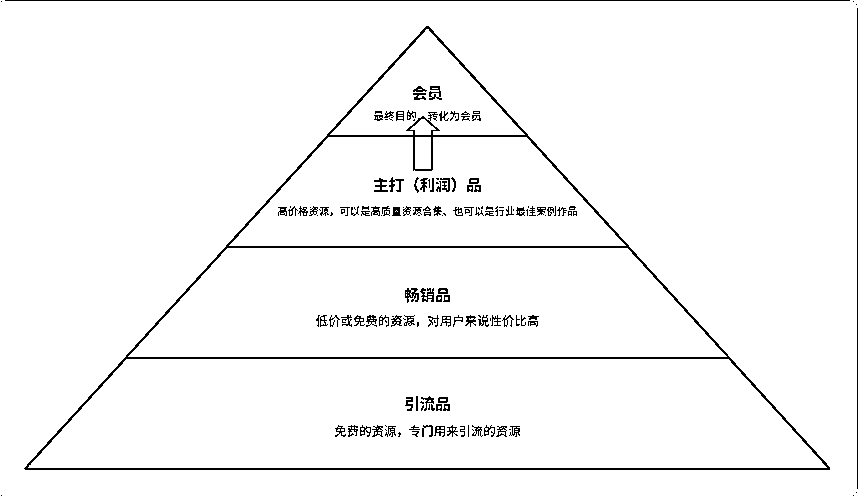 会员
最终目的，转化为会员
主打（利润）品
高价格资源，可以是高质量资源合集、也可以是行业最佳案例作品
畅销品
低价或免费的资源，对用户来说性价比高
引流品
免费的资源，专门用来引流的资源